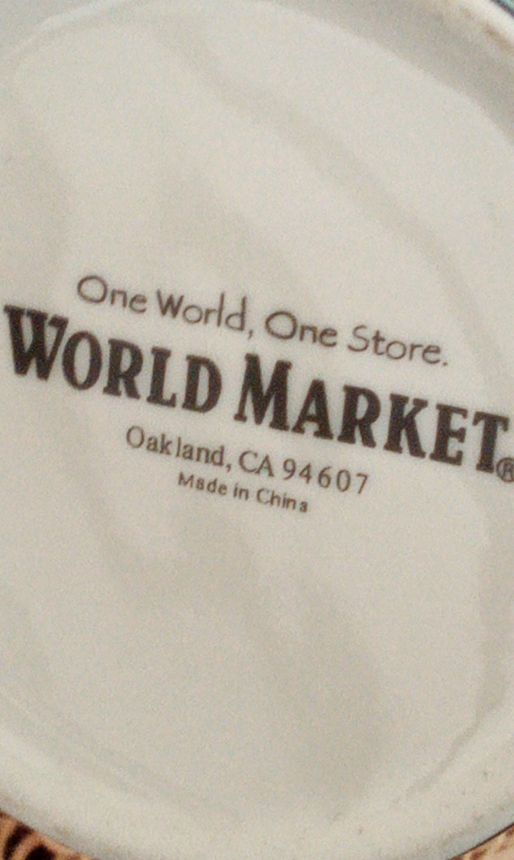 One World, One Store.
WORLD MARKET®
Oakland, CA 94607
Made in China